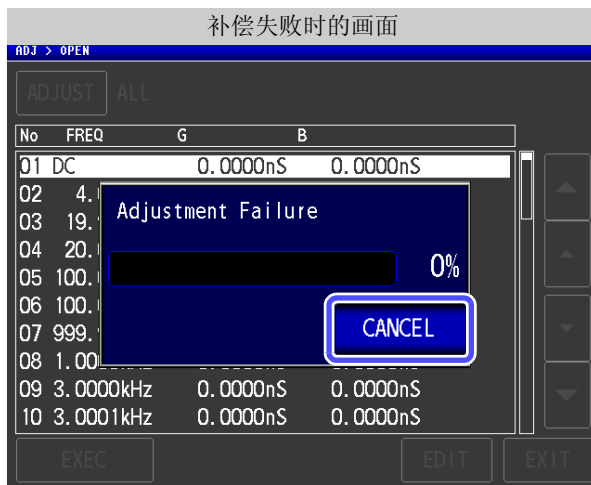 补偿失败时的画面
ADJ > OPEN
ADJUST ALL
No FREQ G B
01 DC 0.0000nS 0.0000nS
02 4.
03 19.
04 20.
05 100.
06 100.
07 999.
08 1.00
09 3.0000kHz 0.0000nS 0.0000nS
10 3.0001kHz 0.0000nS 0.0000nS
Adjustment Failure
0%
CANCEL
EXEC EDIT EXIT